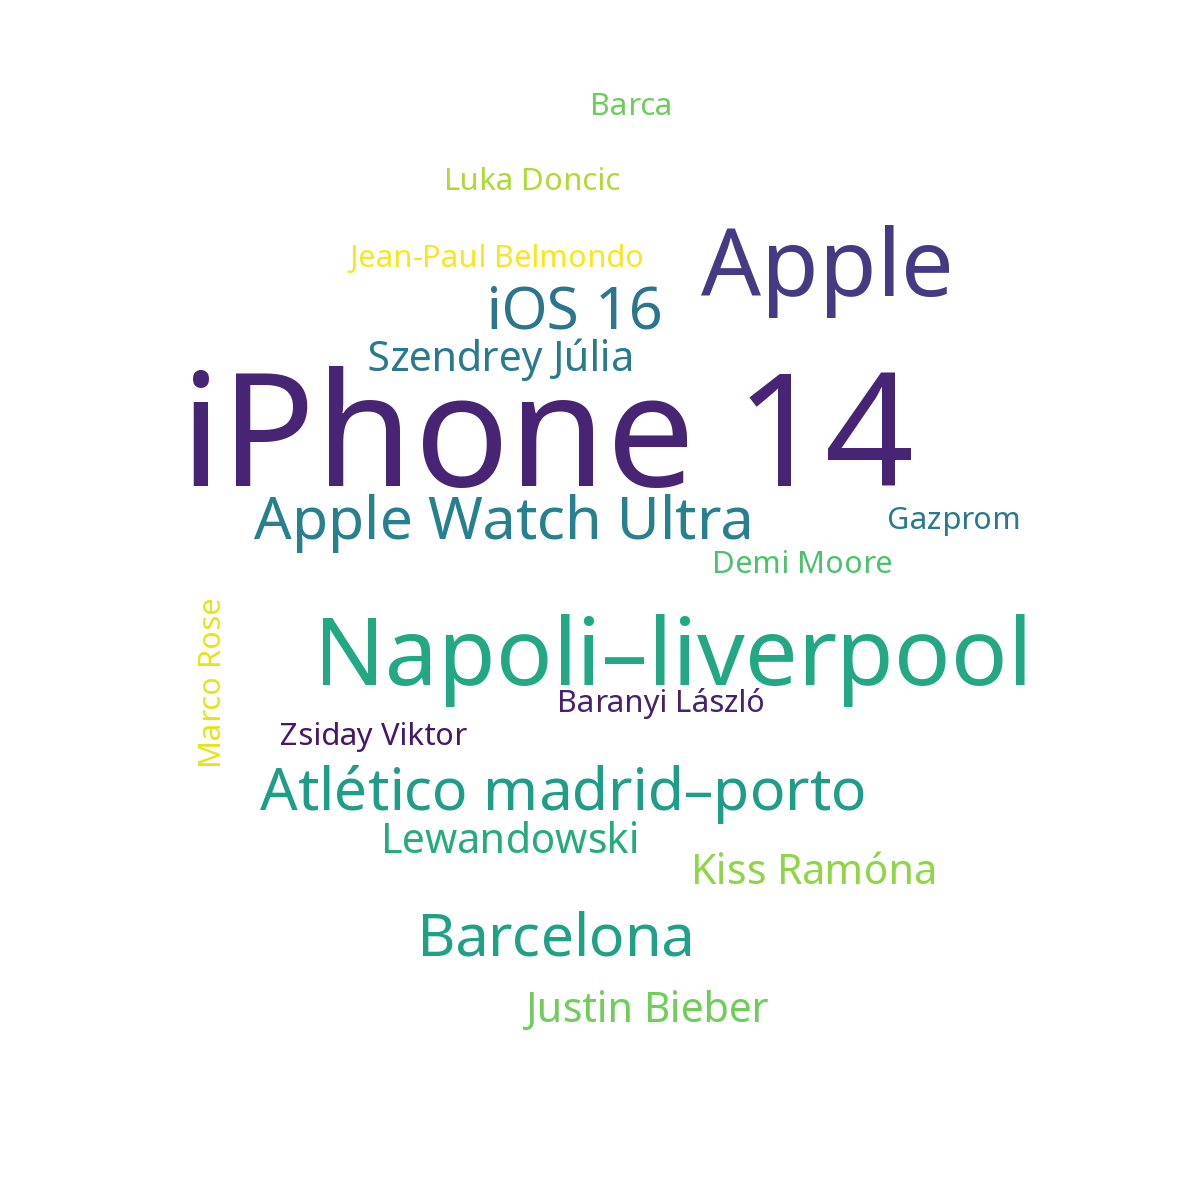 Barca
Luka Doncic
Jean-Paul Belmondo
Apple
iOS 16
Szendrey Júlia
iPhone 14
Apple Watch Ultra
Gazprom
Demi Moore
Marco Rose
Napoli–liverpool
Baranyi László
Zsiday Viktor
Atlético madrid–porto
Lewandowski
Kiss Ramóna
Barcelona
Justin Bieber